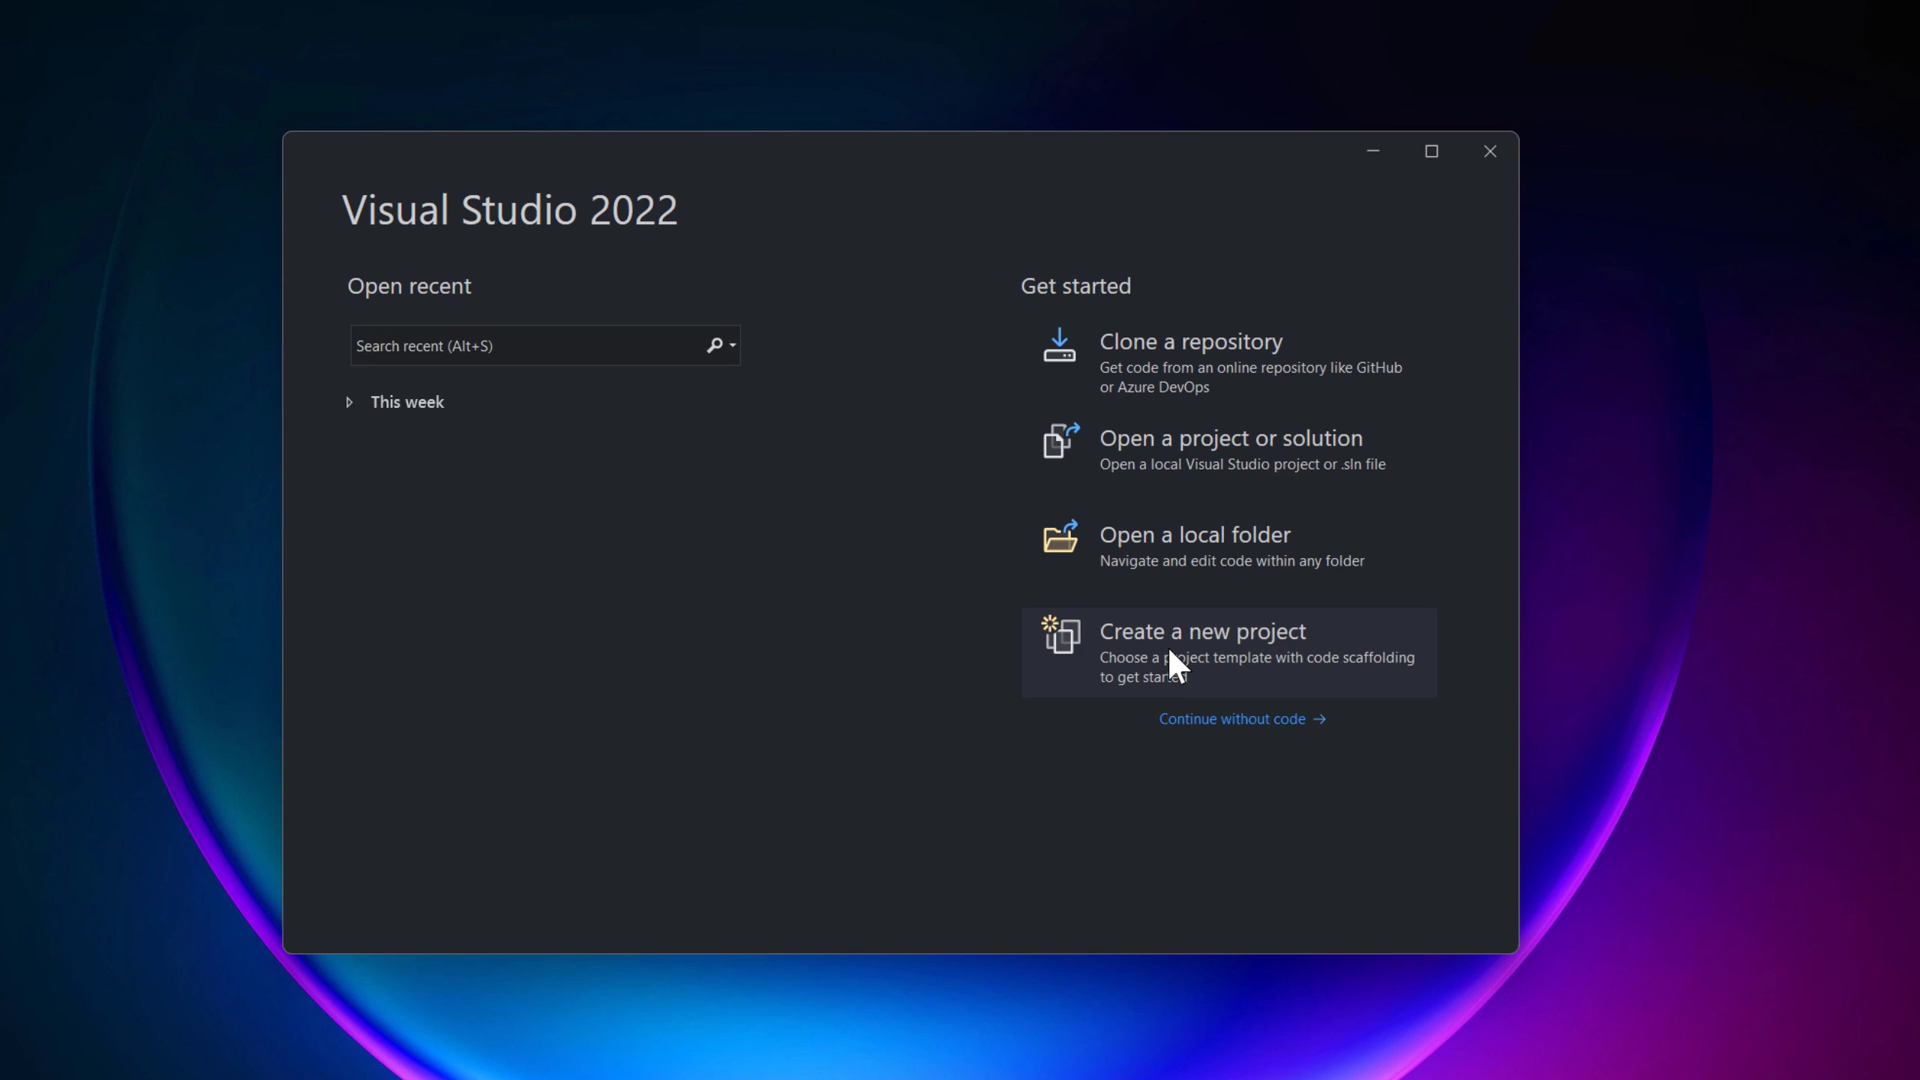 Visual Studio 2022
Open recent
Search recent (Alt+S)
This week
Get started
Clone a repository
Get code from an online repository like GitHub
or Azure DevOps
Open a project or solution
Open a local Visual Studio project or .sln file
Open a local folder
Navigate and edit code within any folder
Create a new project
Choose a project template with code scaffolding
to get started
Continue without code →